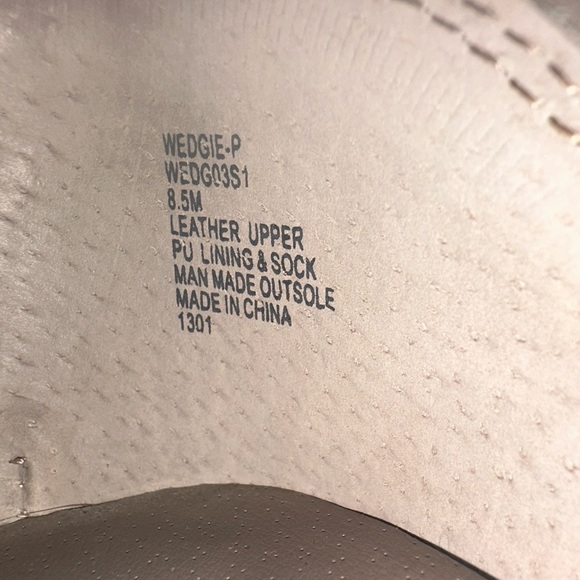 WEDGIE-P
WEDG03S1
8.5M
LEATHER UPPER
PU LINING & SOCK
MAN MADE OUTSOLE
MADE IN CHINA
1301